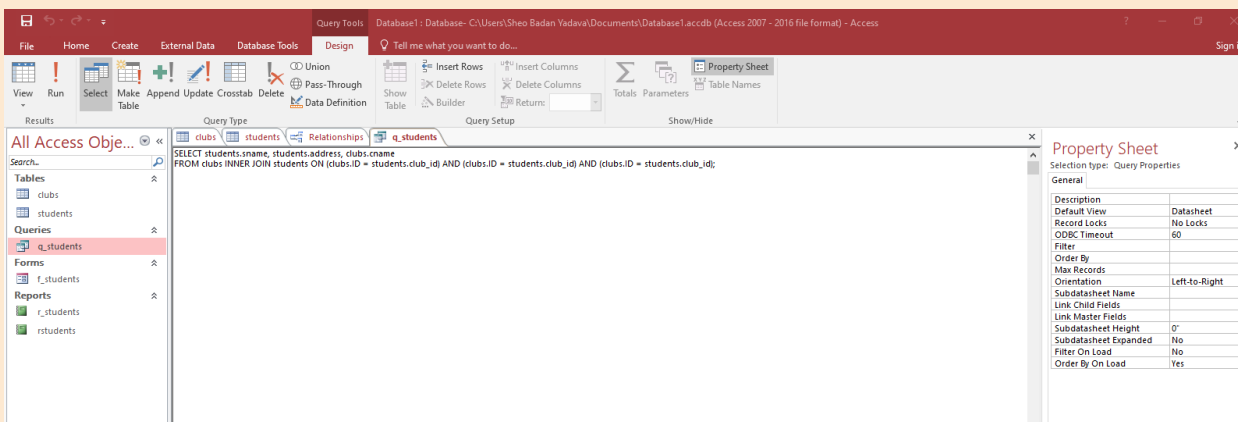 Query Tools Database1 : Database- C:\Users\Sheo Badan Yadava\Documents\Database1.accdb (Access 2007 - 2016 file format) - Access
File Home Create External Data Database Tools Design Tell me what you want to do... Sign
View Run Select Make Table Append Update Crosstab Delete
Union
Pass-Through
Data Definition
Show Table
Insert Rows
Delete Rows
Builder
Insert Columns
Delete Columns
Return:
Totals Parameters
Property Sheet
Table Names
Results Query Type Query Setup Show/Hide
All Access Obje...
Search...
Tables
clubs
students
Queries
q_students
Forms
f_students
Reports
r_students
rstudents
clubs students Relationships q_students
SELECT students.sname, students.address, clubs.cname
FROM clubs INNER JOIN students ON (clubs.ID = students.club_id) AND (clubs.ID = students.club_id) AND (clubs.ID = students.club_id);
Property Sheet
Selection type: Query Properties
General
Description
Default View Datasheet
Record Locks No Locks
ODBC Timeout 60
Filter
Order By
Max Records
Orientation Left-to-Right
Subdatasheet Name
Link Child Fields
Link Master Fields
Subdatasheet Height 0"
Subdatasheet Expanded No
Filter On Load No
Order By On Load Yes